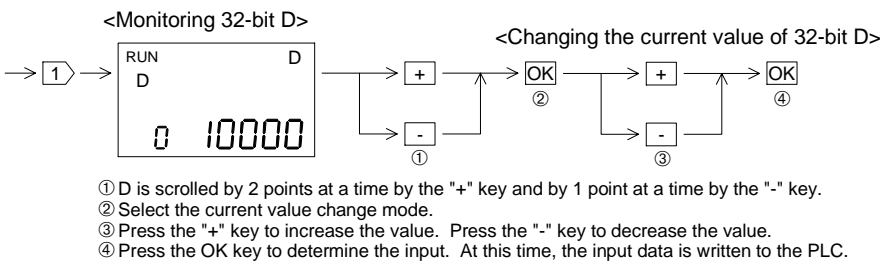 <Monitoring 32-bit D>
<Changing the current value of 32-bit D>
1
RUN D
D
0 10000
+
-
①
OK
②
+
-
③
OK
④
① D is scrolled by 2 points at a time by the "+" key and by 1 point at a time by the "-" key.
② Select the current value change mode.
③ Press the "+" key to increase the value. Press the "-" key to decrease the value.
④ Press the OK key to determine the input. At this time, the input data is written to the PLC.